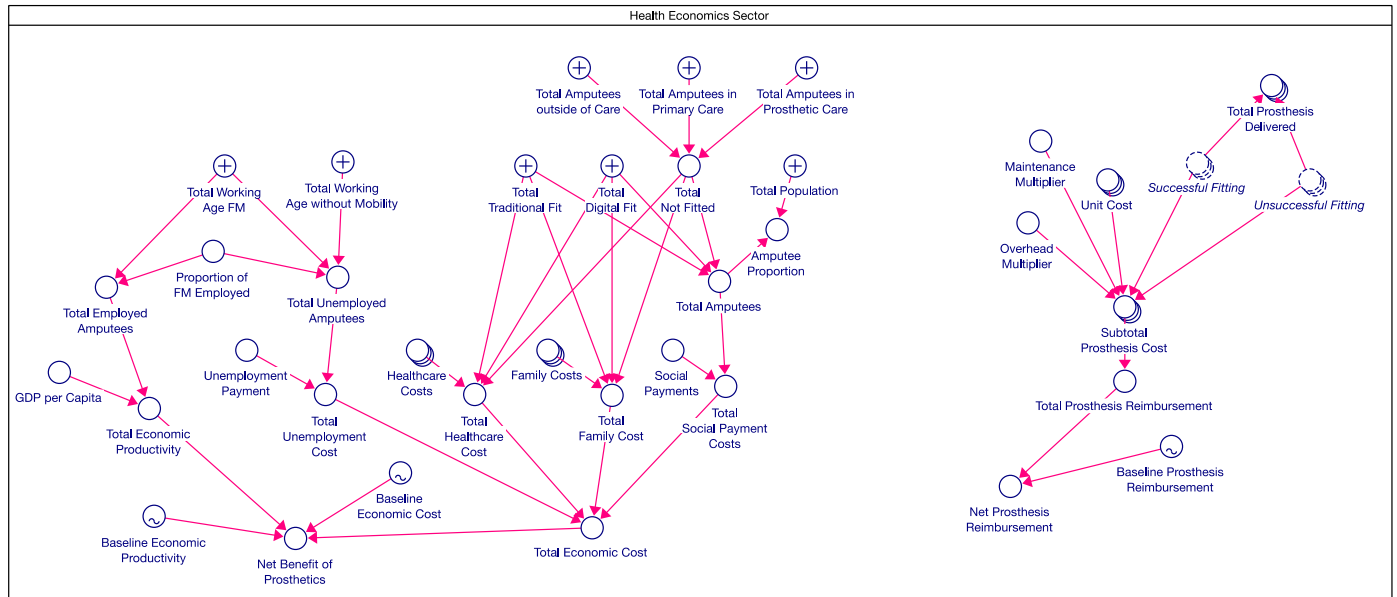 Health Economics Sector
Total Amputees
outside of Care
Total Amputees in
Primary Care
Total Amputees in
Prosthetic Care
Total Prosthesis
Delivered
Maintenance
Multiplier
Successful Fitting
Unsuccessful Fitting
Unit Cost
Overhead
Multiplier
Total Working
Age FM
Total Working
Age without Mobility
Total
Traditional Fit
Total
Digital Fit
Total
Not Fitted
Total Population
Amputee
Proportion
Proportion of
FM Employed
Total Employed
Amputees
Total Unemployed
Amputees
Total Amputees
Subtotal
Prosthesis Cost
GDP per Capita
Unemployment
Payment
Healthcare
Costs
Family Costs
Social
Payments
Total Economic
Productivity
Total
Unemployment
Cost
Total
Healthcare
Cost
Total
Family Cost
Total
Social Payment
Costs
Total Prosthesis Reimbursement
Baseline
Economic Cost
Baseline Prosthesis
Reimbursement
Net Prosthesis
Reimbursement
Baseline Economic
Productivity
Net Benefit of
Prosthetics
Total Economic Cost